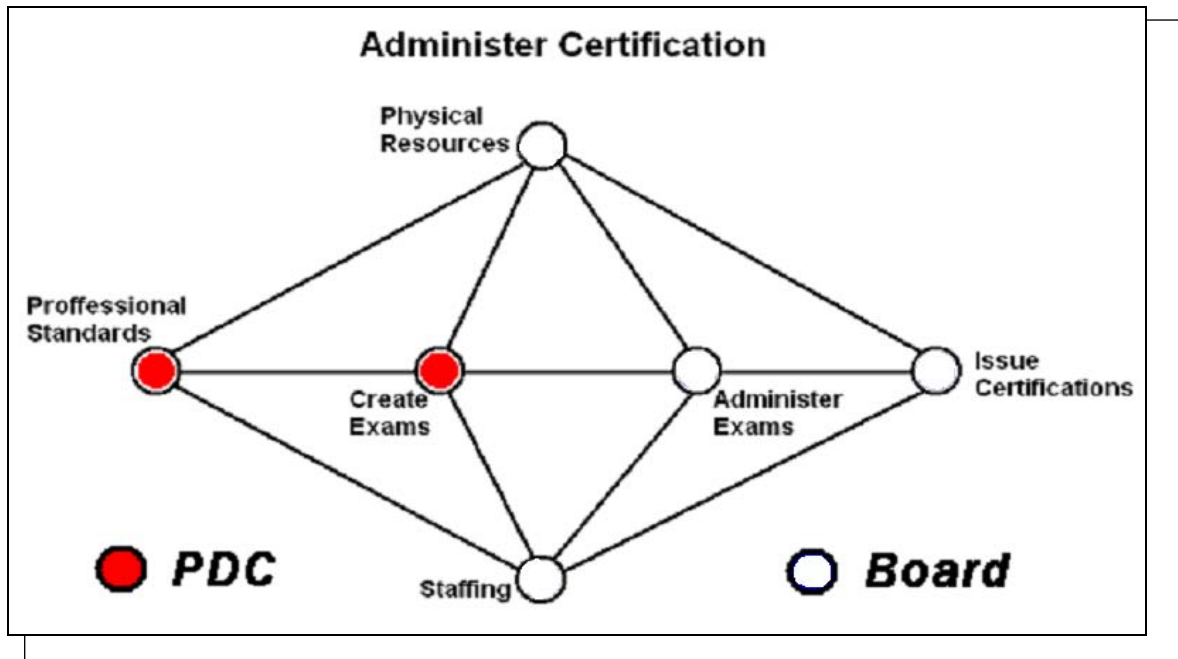 Administer Certification
Physical
Resources
Proffessional
Standards
Create
Exams
Administer
Exams
Issue
Certifications
Staffing
PDC
Board